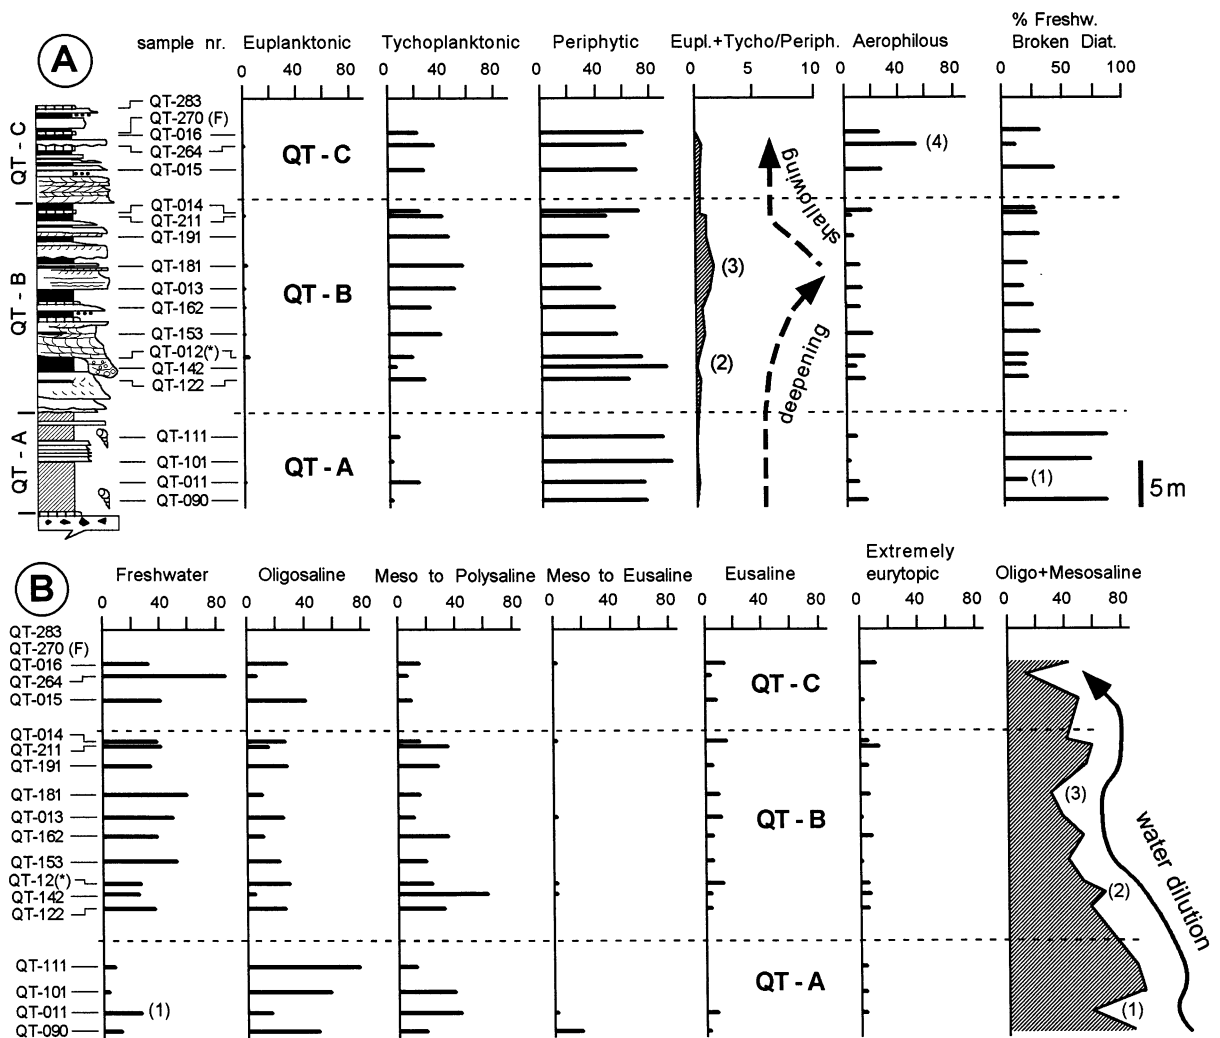 A
sample nr.
Euplanktonic
Tychoplanktonic
Periphytic
Eupl.+Tycho/Periph.
Aerophilous
% Freshw.
Broken Diat.
0 40 80
0 40 80
0 40 80
0 5 10
0 40 80
0 50 100
QT-283
QT-270 (F)
QT-016
QT-264
QT-015
QT-014
QT-211
QT-191
QT-181
QT-013
QT-162
QT-153
QT-012(*)
QT-142
QT-122
QT-111
QT-101
QT-011
QT-090
QT-C
QT-B
QT-A
QT - C
QT - B
QT - A
shallowing
deepening
(4)
(3)
(2)
(1)
5m
B
Freshwater
Oligosaline
Meso to Polysaline
Meso to Eusaline
Eusaline
Extremely
eurytopic
Oligo+Mesosaline
0 40 80
0 40 80
0 40 80
0 40 80
0 40 80
0 40 80
0 40 80
QT-283
QT-270 (F)
QT-016
QT-264
QT-015
QT-014
QT-211
QT-191
QT-181
QT-013
QT-162
QT-153
QT-12(*)
QT-142
QT-122
QT-111
QT-101
QT-011
QT-090
(1)
QT - C
QT - B
QT - A
(3)
(2)
(1)
water dilution